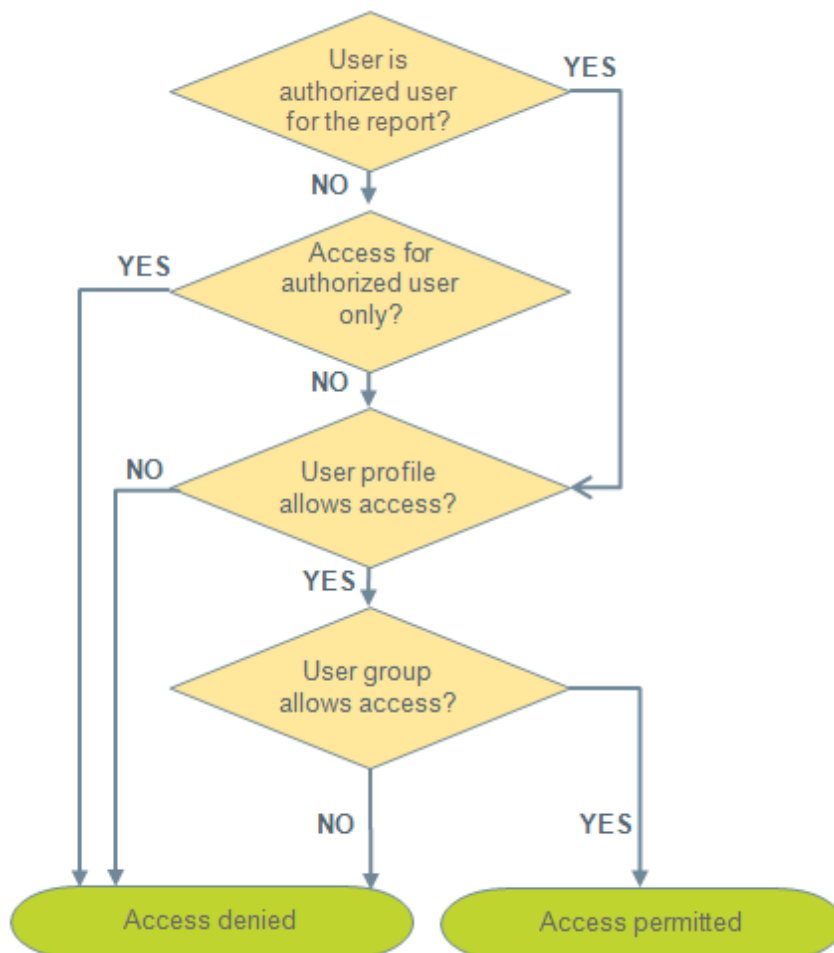 User is
authorized user
for the report?
YES
NO
Access for
authorized user
only?
YES
NO
User profile
allows access?
NO
YES
User group
allows access?
NO
YES
Access denied
Access permitted